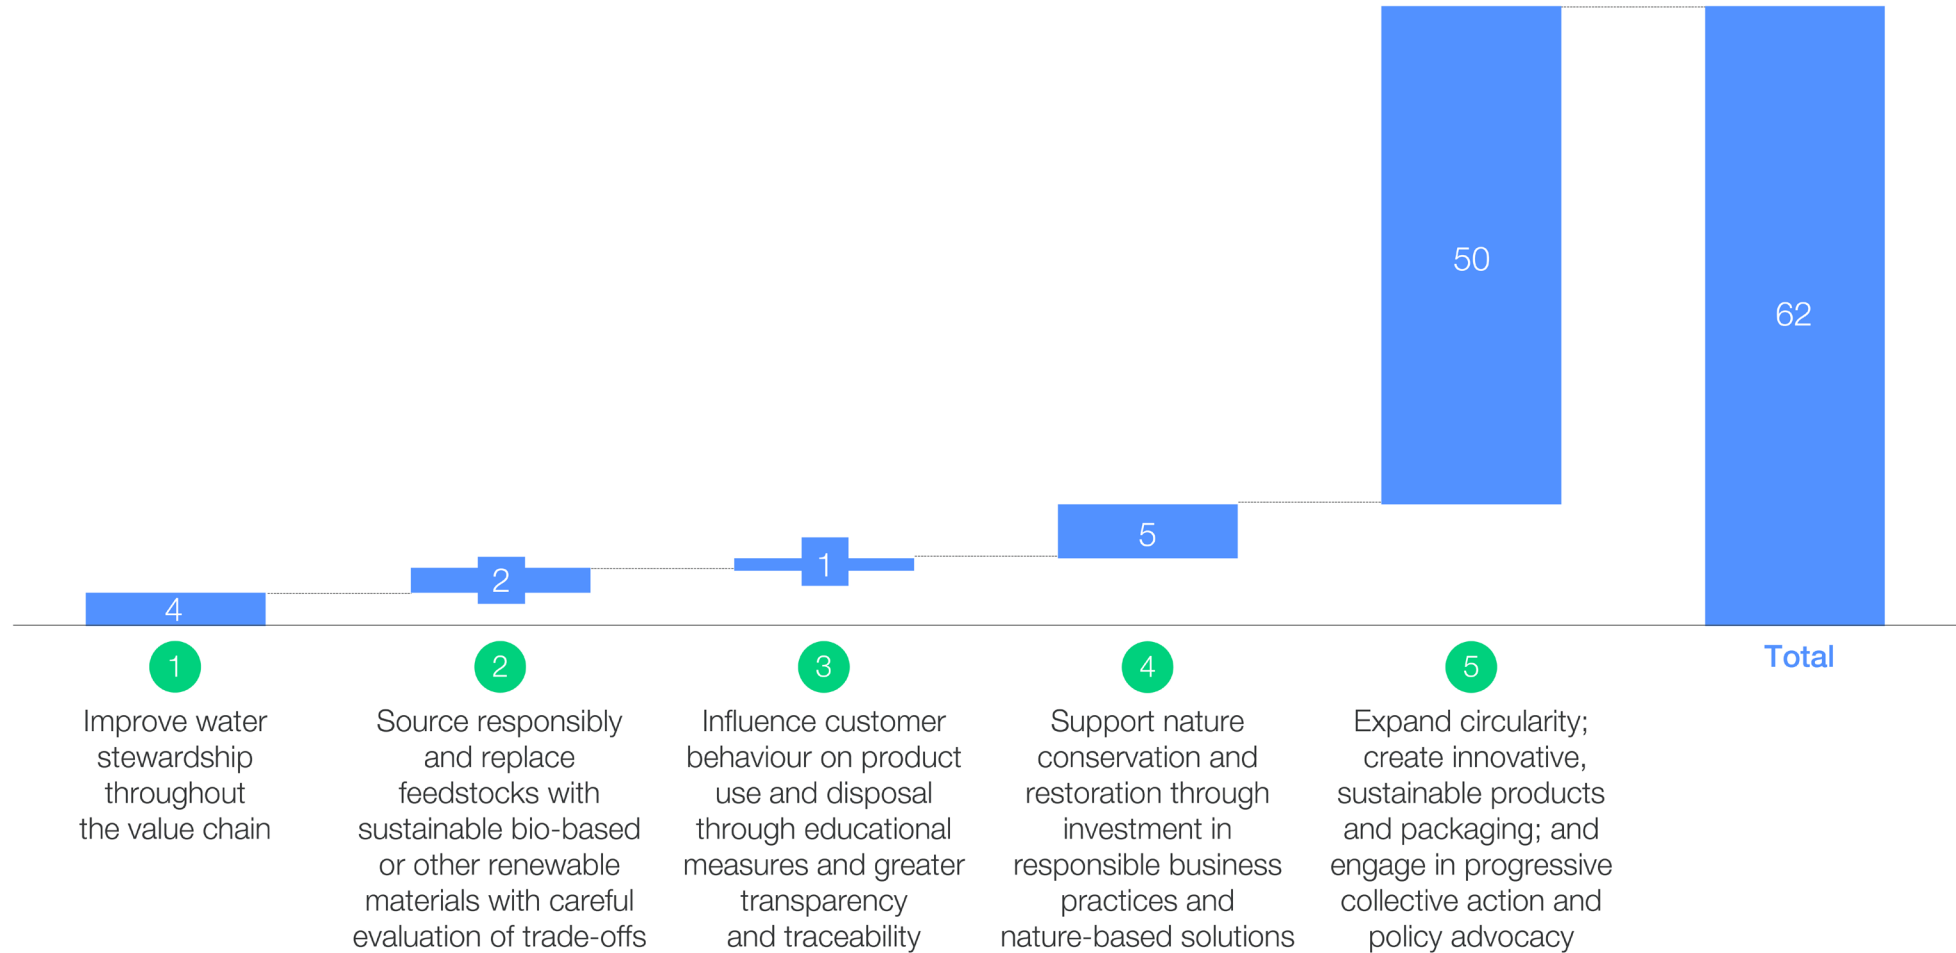 50
62
5
1
2
4
1
2
3
4
5
Total
Improve water
stewardship
throughout
the value chain
Source responsibly
and replace
feedstocks with
sustainable bio-based
or other renewable
materials with careful
evaluation of trade-offs
Influence customer
behaviour on product
use and disposal
through educational
measures and greater
transparency
and traceability
Support nature
conservation and
restoration through
investment in
responsible business
practices and
nature-based solutions
Expand circularity;
create innovative,
sustainable products
and packaging; and
engage in progressive
collective action and
policy advocacy